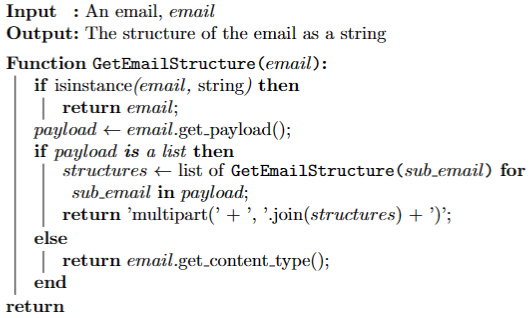 Input : An email, email
Output: The structure of the email as a string
Function GetEmailStructure(email):
if isinstance(email, string) then
return email;
payload ← email.get_payload();
if payload is a list then
structures ← list of GetEmailStructure(sub_email) for
sub_email in payload;
return 'multipart(' + ', '.join(structures) + ')';
else
return email.get_content_type();
end
return